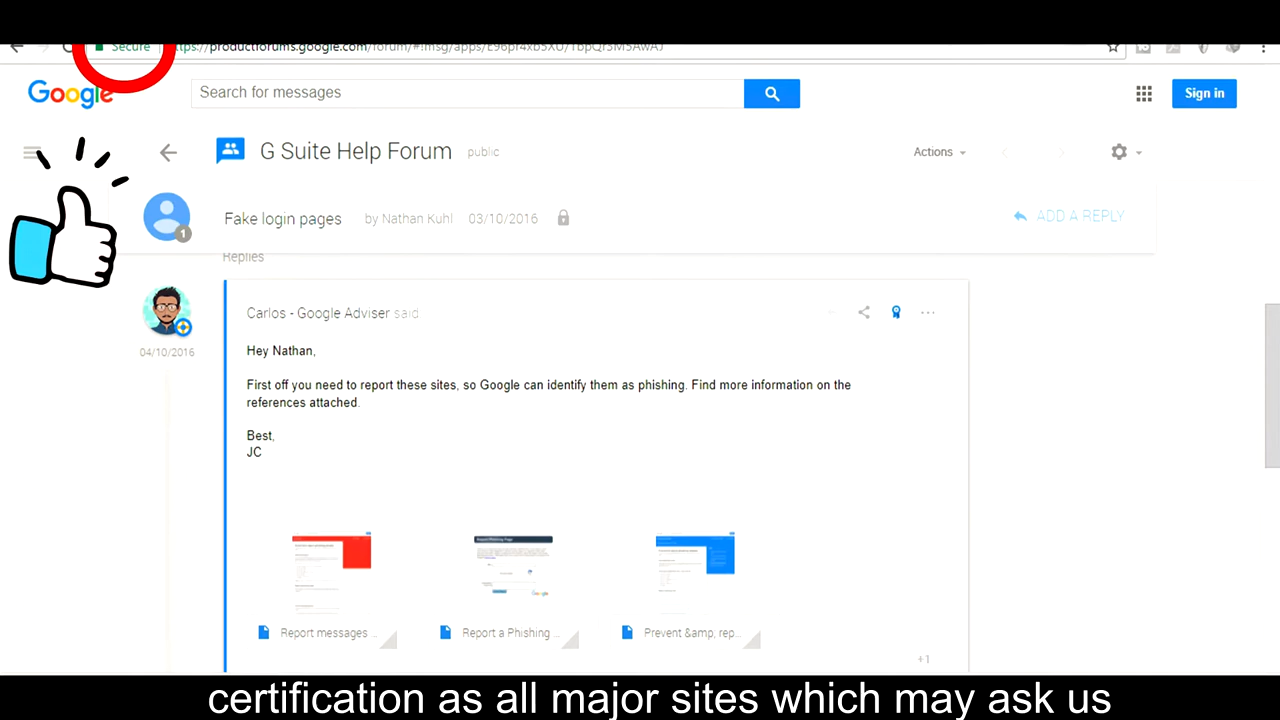 Secure https://productforums.google.com/forum/#!msg/apps/
Google
Search for messages
Sign in
G Suite Help Forum public
Actions
1
Fake login pages by Nathan Kuhl 03/10/2016
ADD A REPLY
Replies
Carlos - Google Adviser said
04/10/2016
Hey Nathan,
First off you need to report these sites, so Google can identify them as phishing. Find more information on the
references attached.
Best,
JC
Report messages ...
Report a Phishing ...
Prevent &amp, rep...
+1
certification as all major sites which may ask us